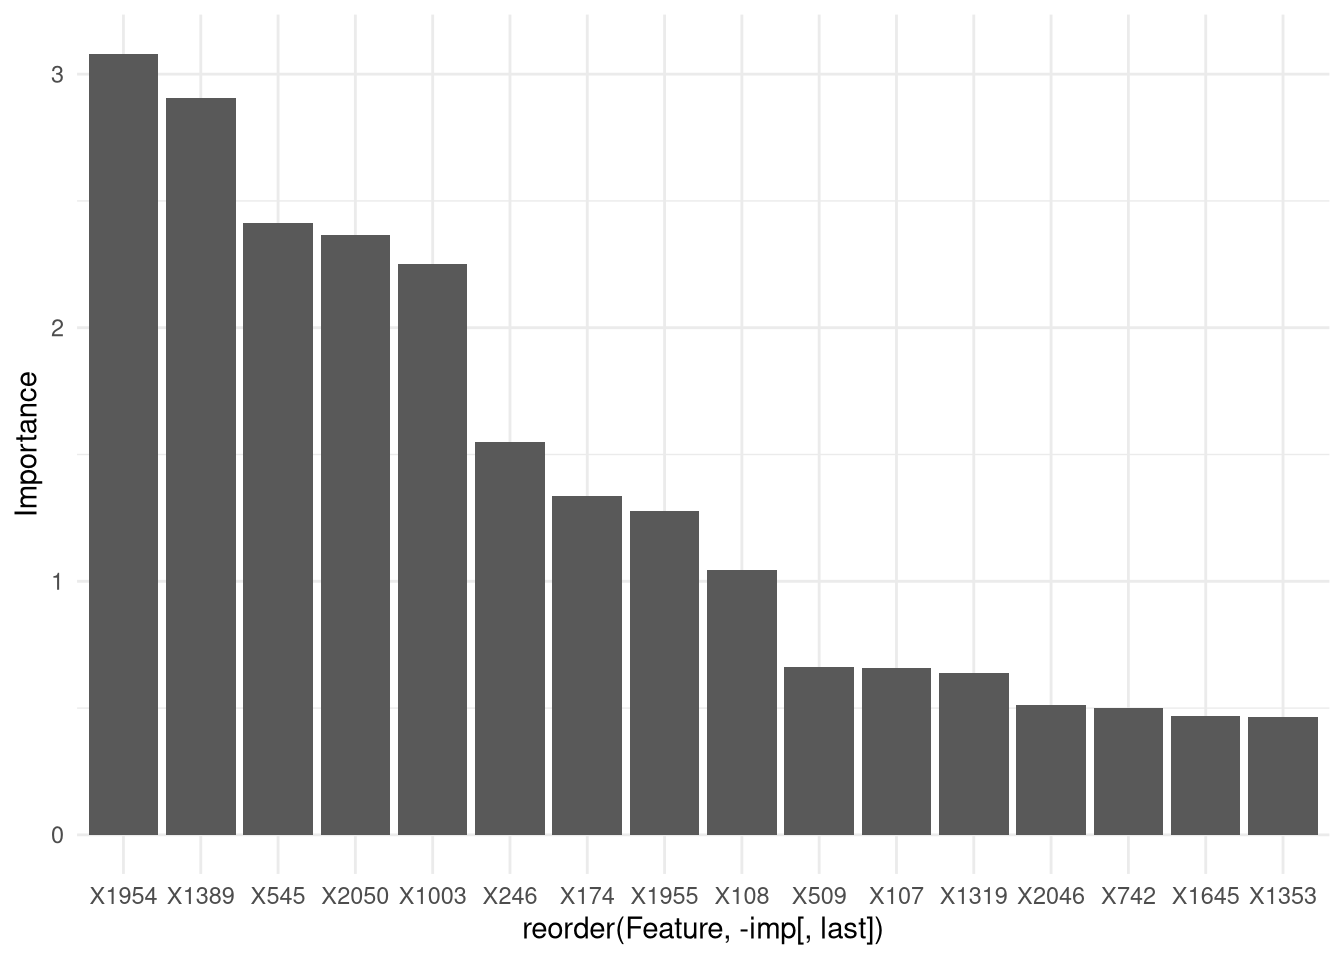 Importance
3
2
1
0
X1954 X1389 X545 X2050 X1003 X246 X174 X1955 X108 X509 X107 X1319 X2046 X742 X1645 X1353
reorder(Feature, -imp[, last])